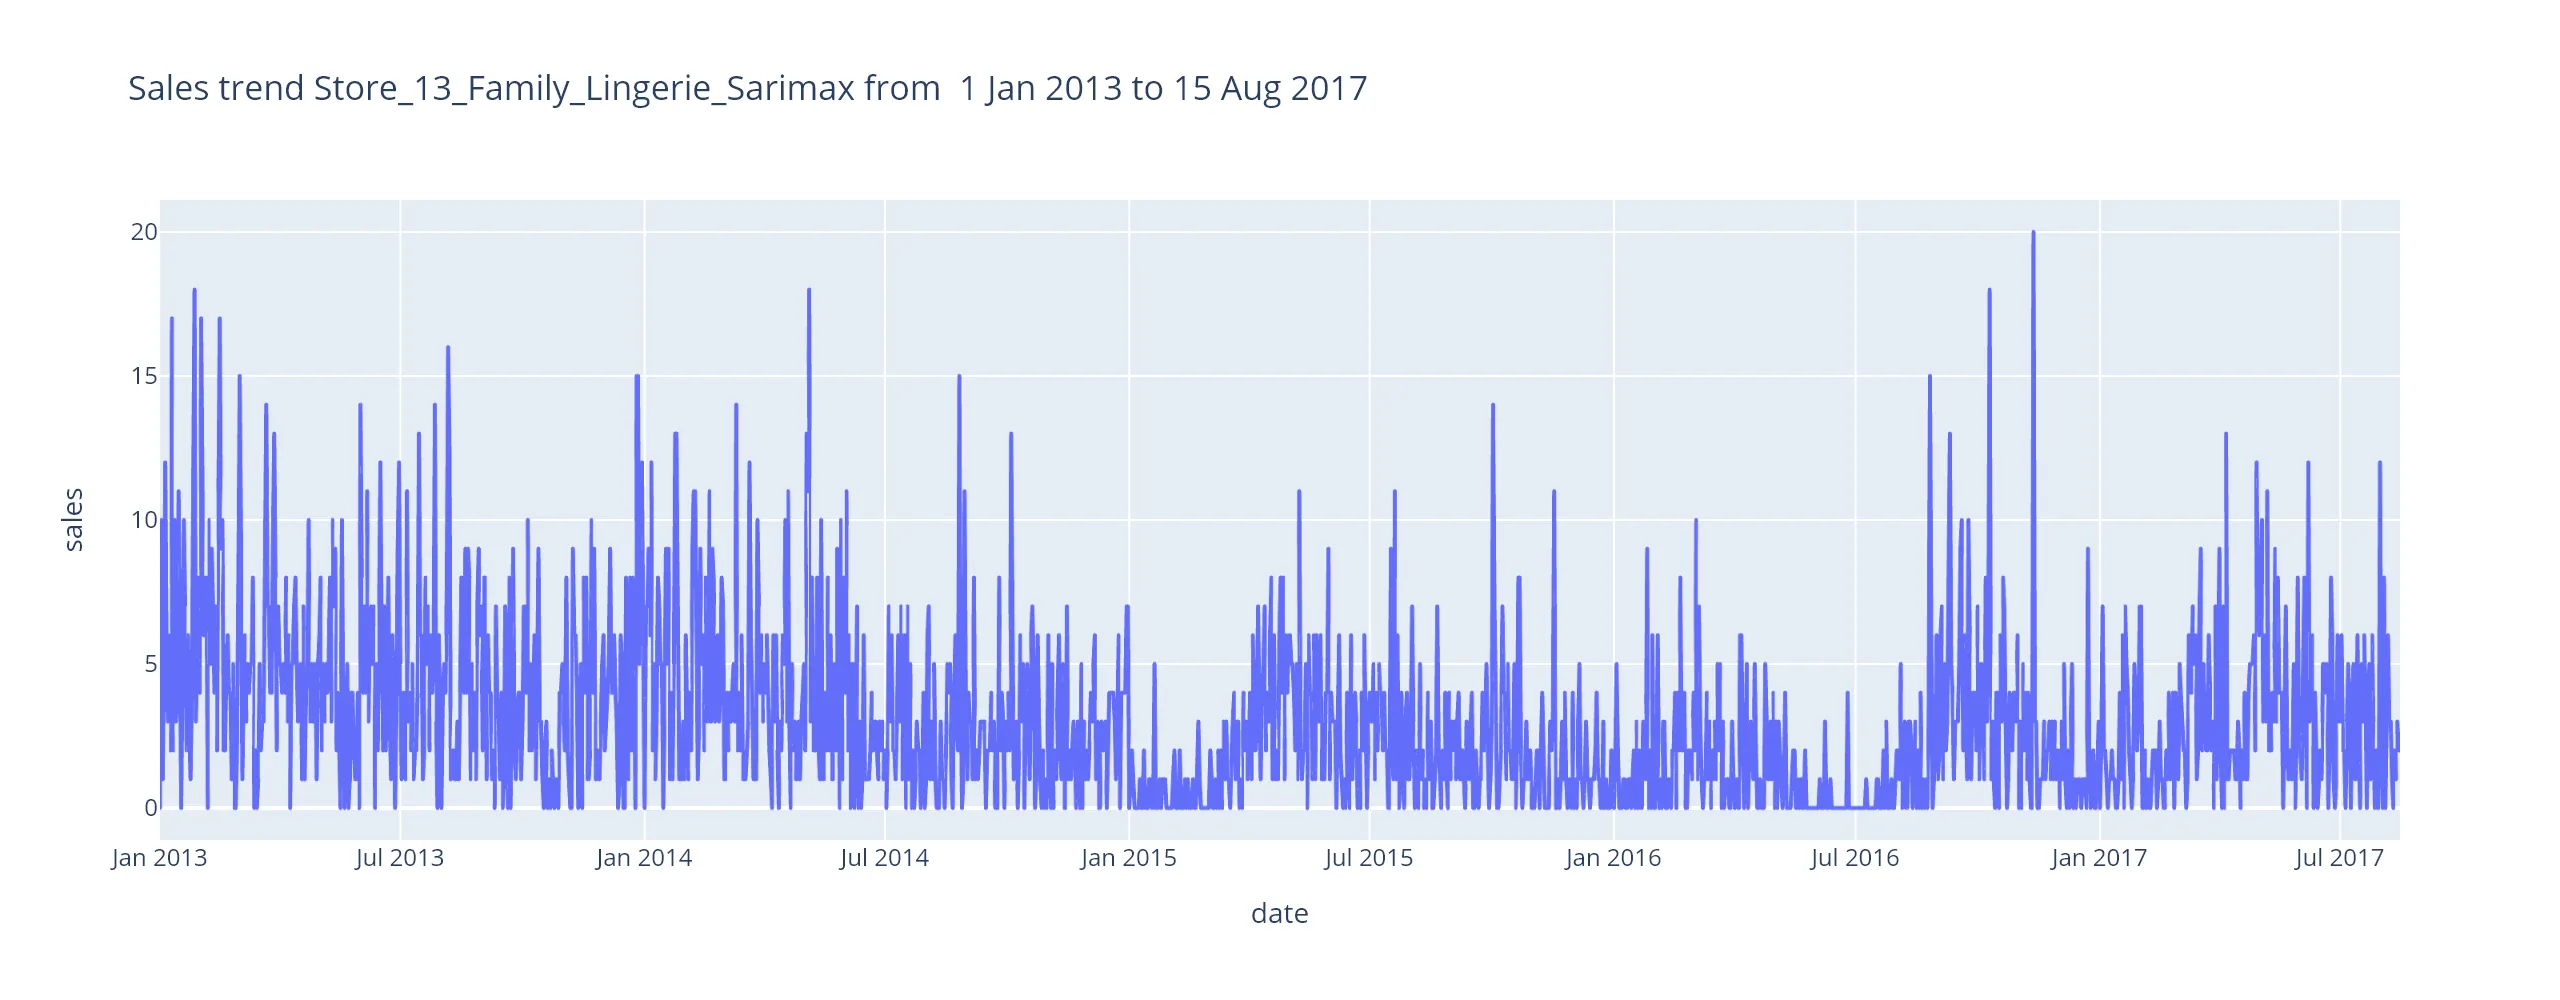 Sales trend Store_13_Family_Lingerie_Sarimax from  1 Jan 2013 to 15 Aug 2017
20
15
10
5
0
sales
Jan 2013 Jul 2013 Jan 2014 Jul 2014 Jan 2015 Jul 2015 Jan 2016 Jul 2016 Jan 2017 Jul 2017
date